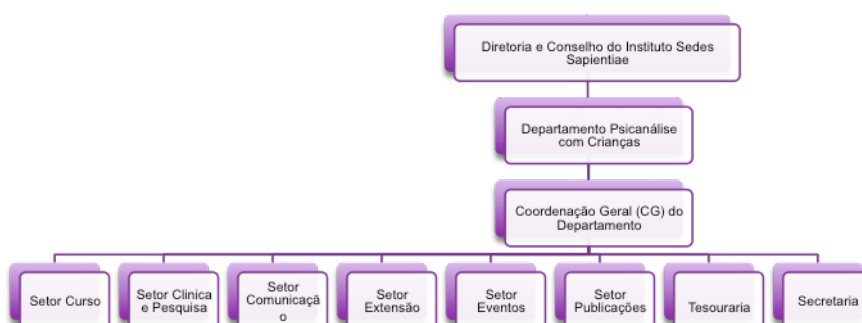 Diretoria e Conselho do Instituto Sedes
Sapientiae
Departamento Psicanálise
com Crianças
Coordenação Geral (CG) do
Departamento
Setor Curso
Setor Clinica
e Pesquisa
Setor
Comunicaçã
o
Setor
Extensão
Setor
Eventos
Setor
Publicações
Tesouraria
Secretaria